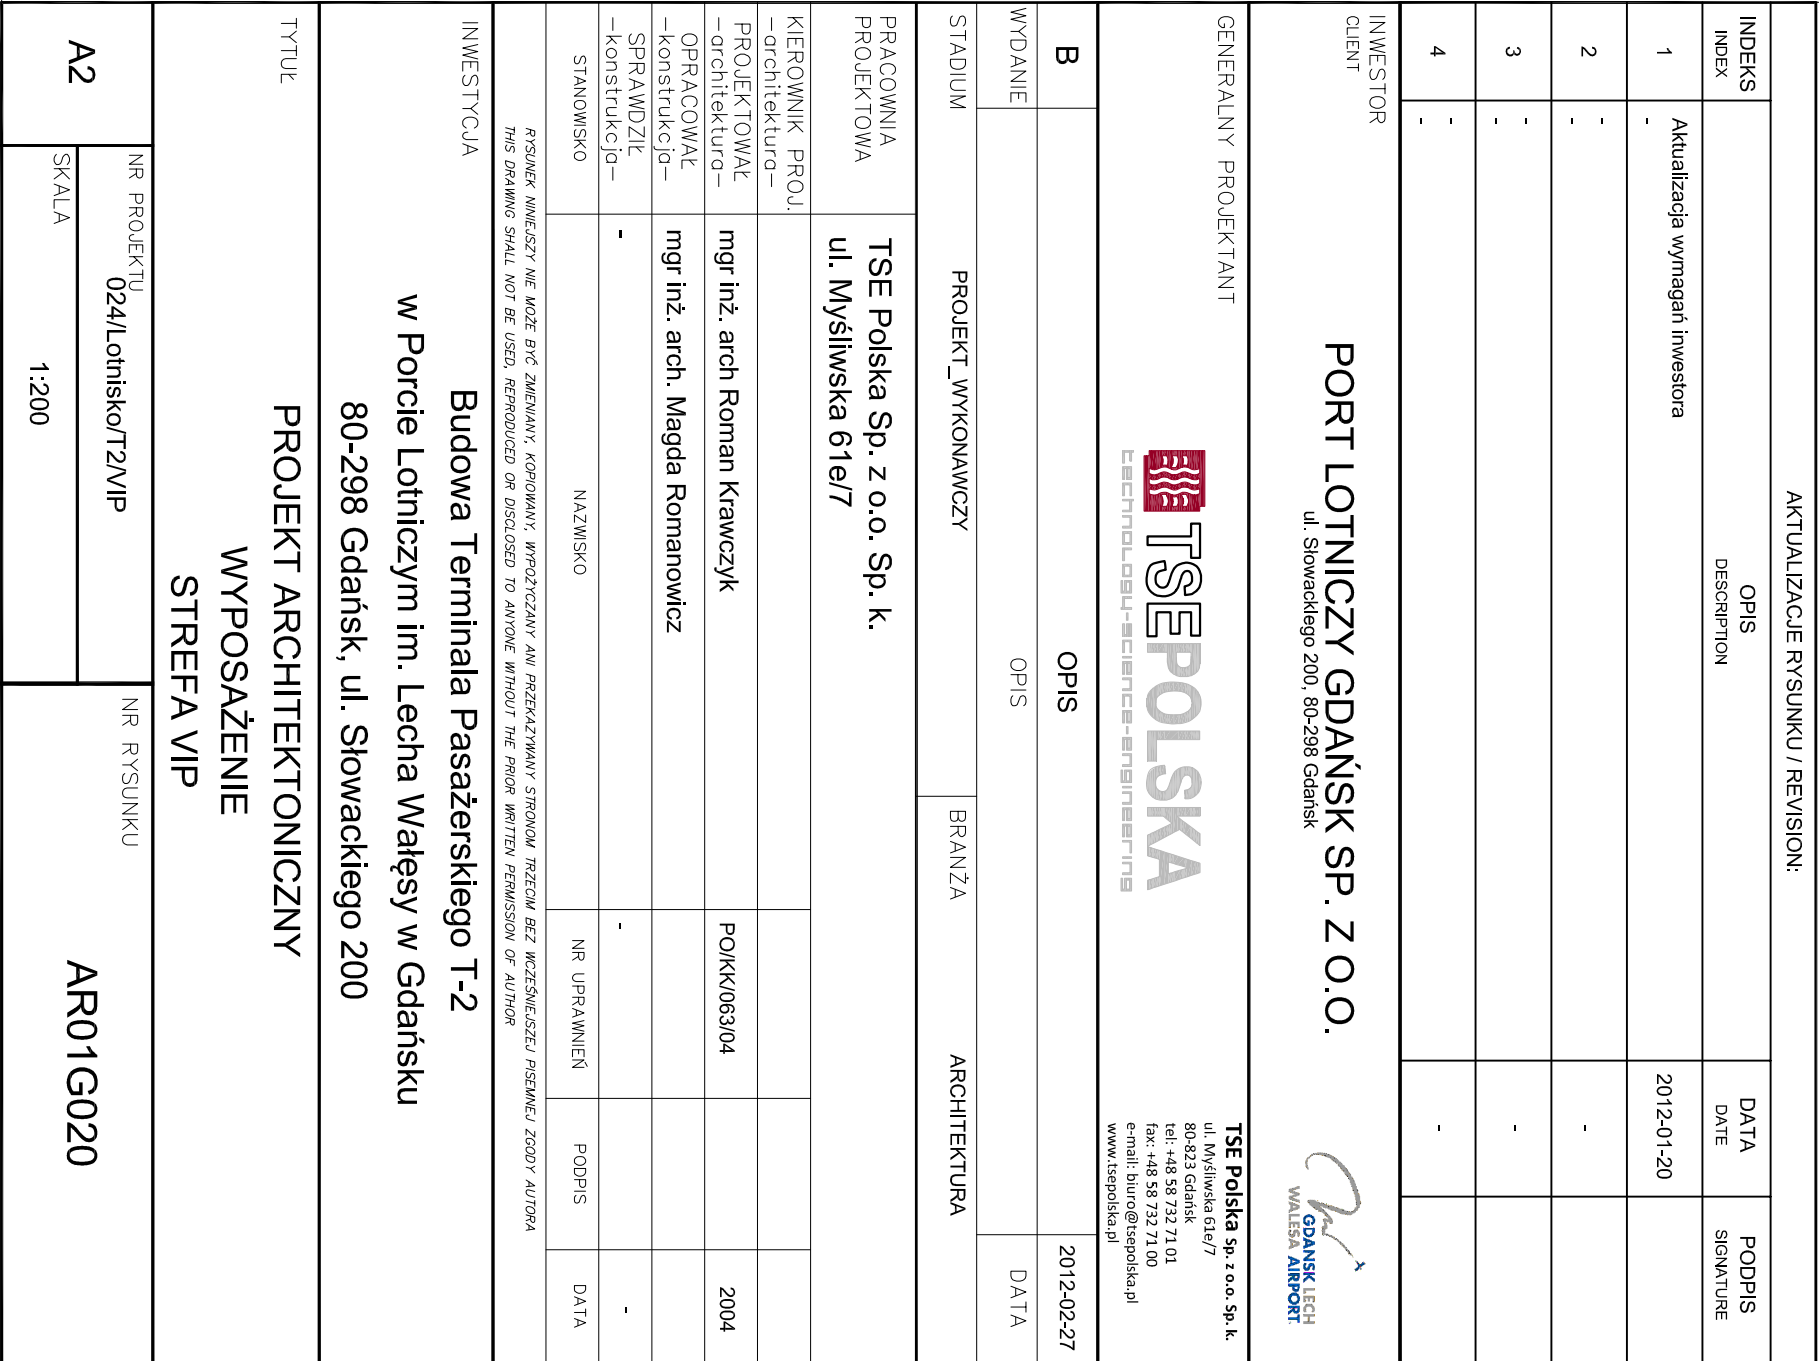 AKTUALIZACJE RYSUNKU / REVISION:
INDEKS OPIS DATA PODPIS
INDEX DESCRIPTION DATE SIGNATURE
1 Aktualizacja wymagań inwestora 2012-01-20
-
2 - -
-
3 - -
-
4 - -
-
INWESTOR
CLIENT
PORT LOTNICZY GDAŃSK SP. Z O.O.
ul. Słowackiego 200, 80-298 Gdańsk
GDANSK LECH
WALESA AIRPORT
GENERALNY PROJEKTANT
TSEPOLSKA
technology-science-engineering
TSE Polska Sp. z o.o. Sp. k.
ul. Myśliwska 61e/7
80-823 Gdańsk
tel: +48 58 732 71 01
fax: +48 58 732 71 00
e-mail: biuro@tsepolska.pl
www.tsepolska.pl
B OPIS 2012-02-27
WYDANIE OPIS DATA
STADIUM PROJEKT_WYKONAWCZY BRANŻA ARCHITEKTURA
PRACOWNIA
PROJEKTOWA
TSE Polska Sp. z o.o. Sp. k.
ul. Myśliwska 61e/7
KIEROWNIK PROJ.
-architektura-
PROJEKTOWAŁ
-architektura-
mgr inż. arch Roman Krawczyk PO/KK/063/04 2004
OPRACOWAŁ
-konstrukcja-
mgr inż. arch. Magda Romanowicz
SPRAWDZIŁ
-konstrukcja-
- - -
STANOWISKO NAZWISKO NR UPRAWNIEŃ PODPIS DATA
RYSUNEK NINIEJSZY NIE MOŻE BYĆ ZMIENIANY, KOPIOWANY, WYPOŻYCZANY ANI PRZEKAZYWANY STRONOM TRZECIM BEZ WCZEŚNIEJSZEJ PISEMNEJ ZGODY AUTORA
THIS DRAWING SHALL NOT BE USED, REPRODUCED OR DISCLOSED TO ANYONE WITHOUT THE PRIOR WRITTEN PERMISSION OF AUTHOR
INWESTYCJA
Budowa Terminala Pasażerskiego T-2
w Porcie Lotniczym im. Lecha Wałęsy w Gdańsku
80-298 Gdańsk, ul. Słowackiego 200
TYTUŁ
PROJEKT ARCHITEKTONICZNY
WYPOSAŻENIE
STREFA VIP
A2
NR PROJEKTU
024/Lotnisko/T2/VIP
SKALA
1:200
NR RYSUNKU
AR01G020